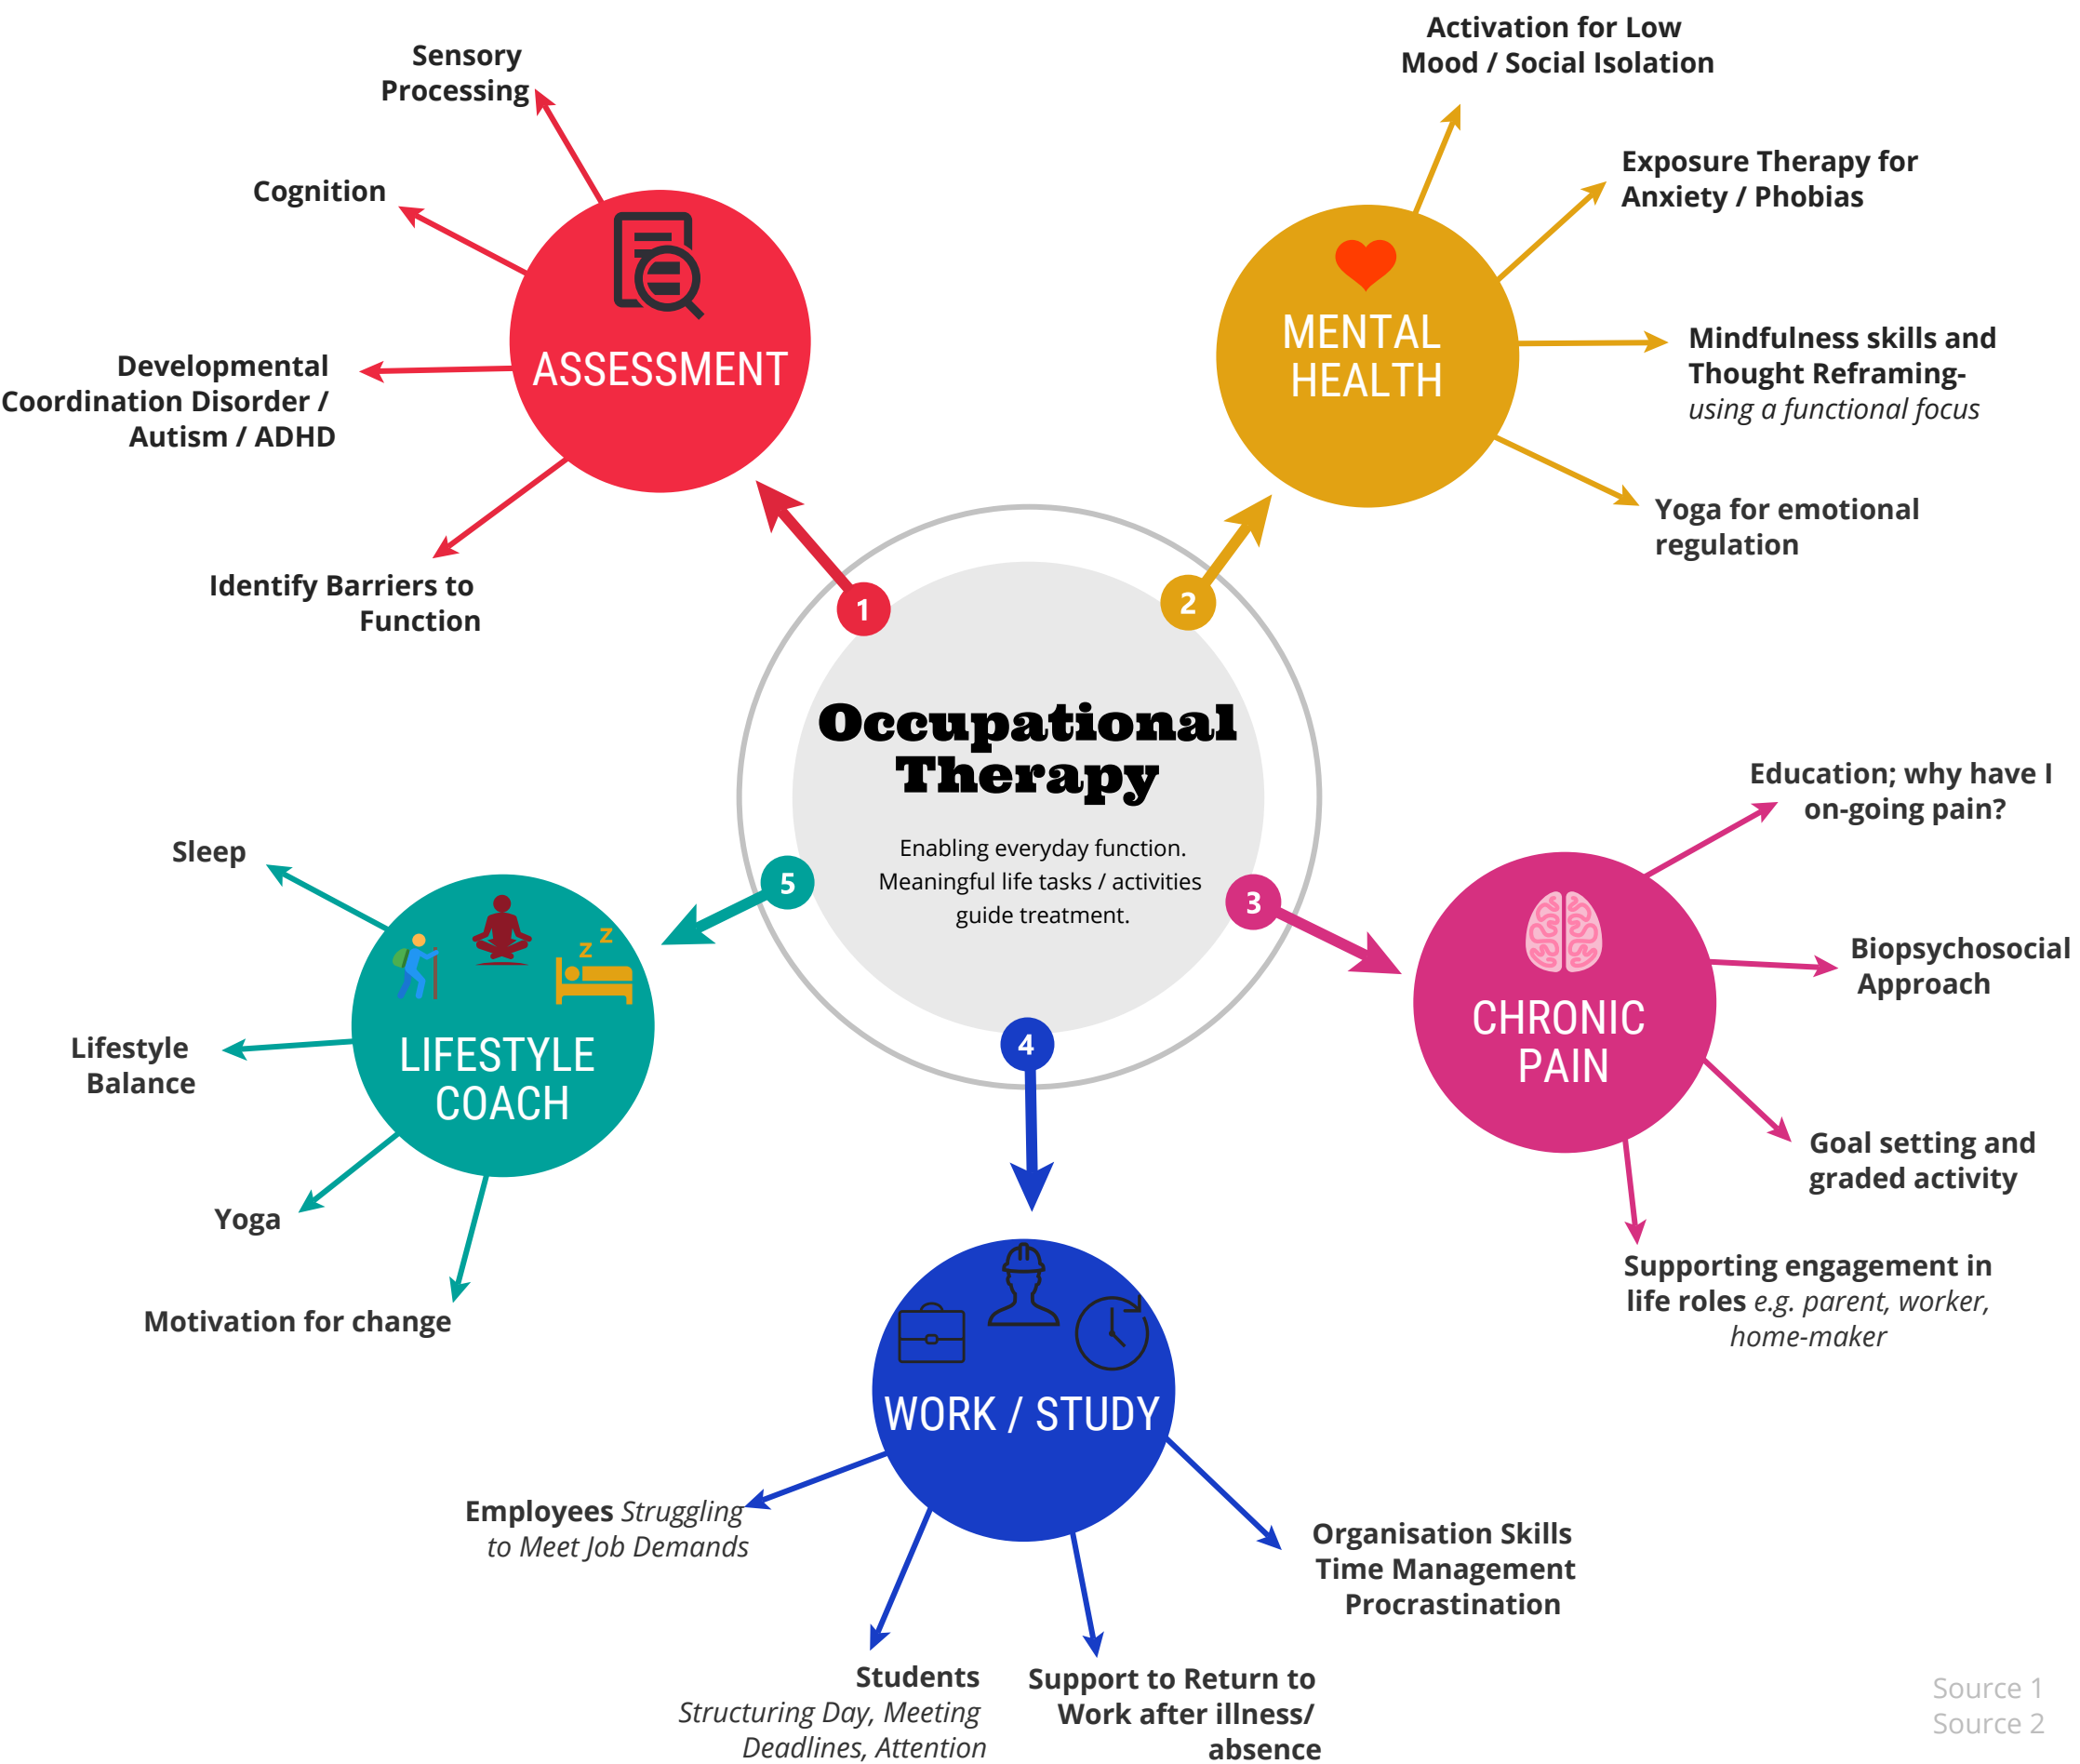 Occupational
Therapy
Enabling everyday function.
Meaningful life tasks / activities
guide treatment.
1
ASSESSMENT
Sensory
Processing
Cognition
Developmental
Coordination Disorder /
Autism / ADHD
Identify Barriers to
Function
2
MENTAL
HEALTH
Activation for Low
Mood / Social Isolation
Exposure Therapy for
Anxiety / Phobias
Mindfulness skills and
Thought Reframing-
using a functional focus
Yoga for emotional
regulation
3
CHRONIC
PAIN
Education; why have I
on-going pain?
Biopsychosocial
Approach
Goal setting and
graded activity
Supporting engagement in
life roles e.g. parent, worker,
home-maker
4
WORK / STUDY
Employees Struggling
to Meet Job Demands
Students
Structuring Day, Meeting
Deadlines, Attention
Support to Return to
Work after illness/
absence
Organisation Skills
Time Management
Procrastination
5
z z
LIFESTYLE
COACH
Sleep
Lifestyle
Balance
Yoga
Motivation for change
Source 1
Source 2